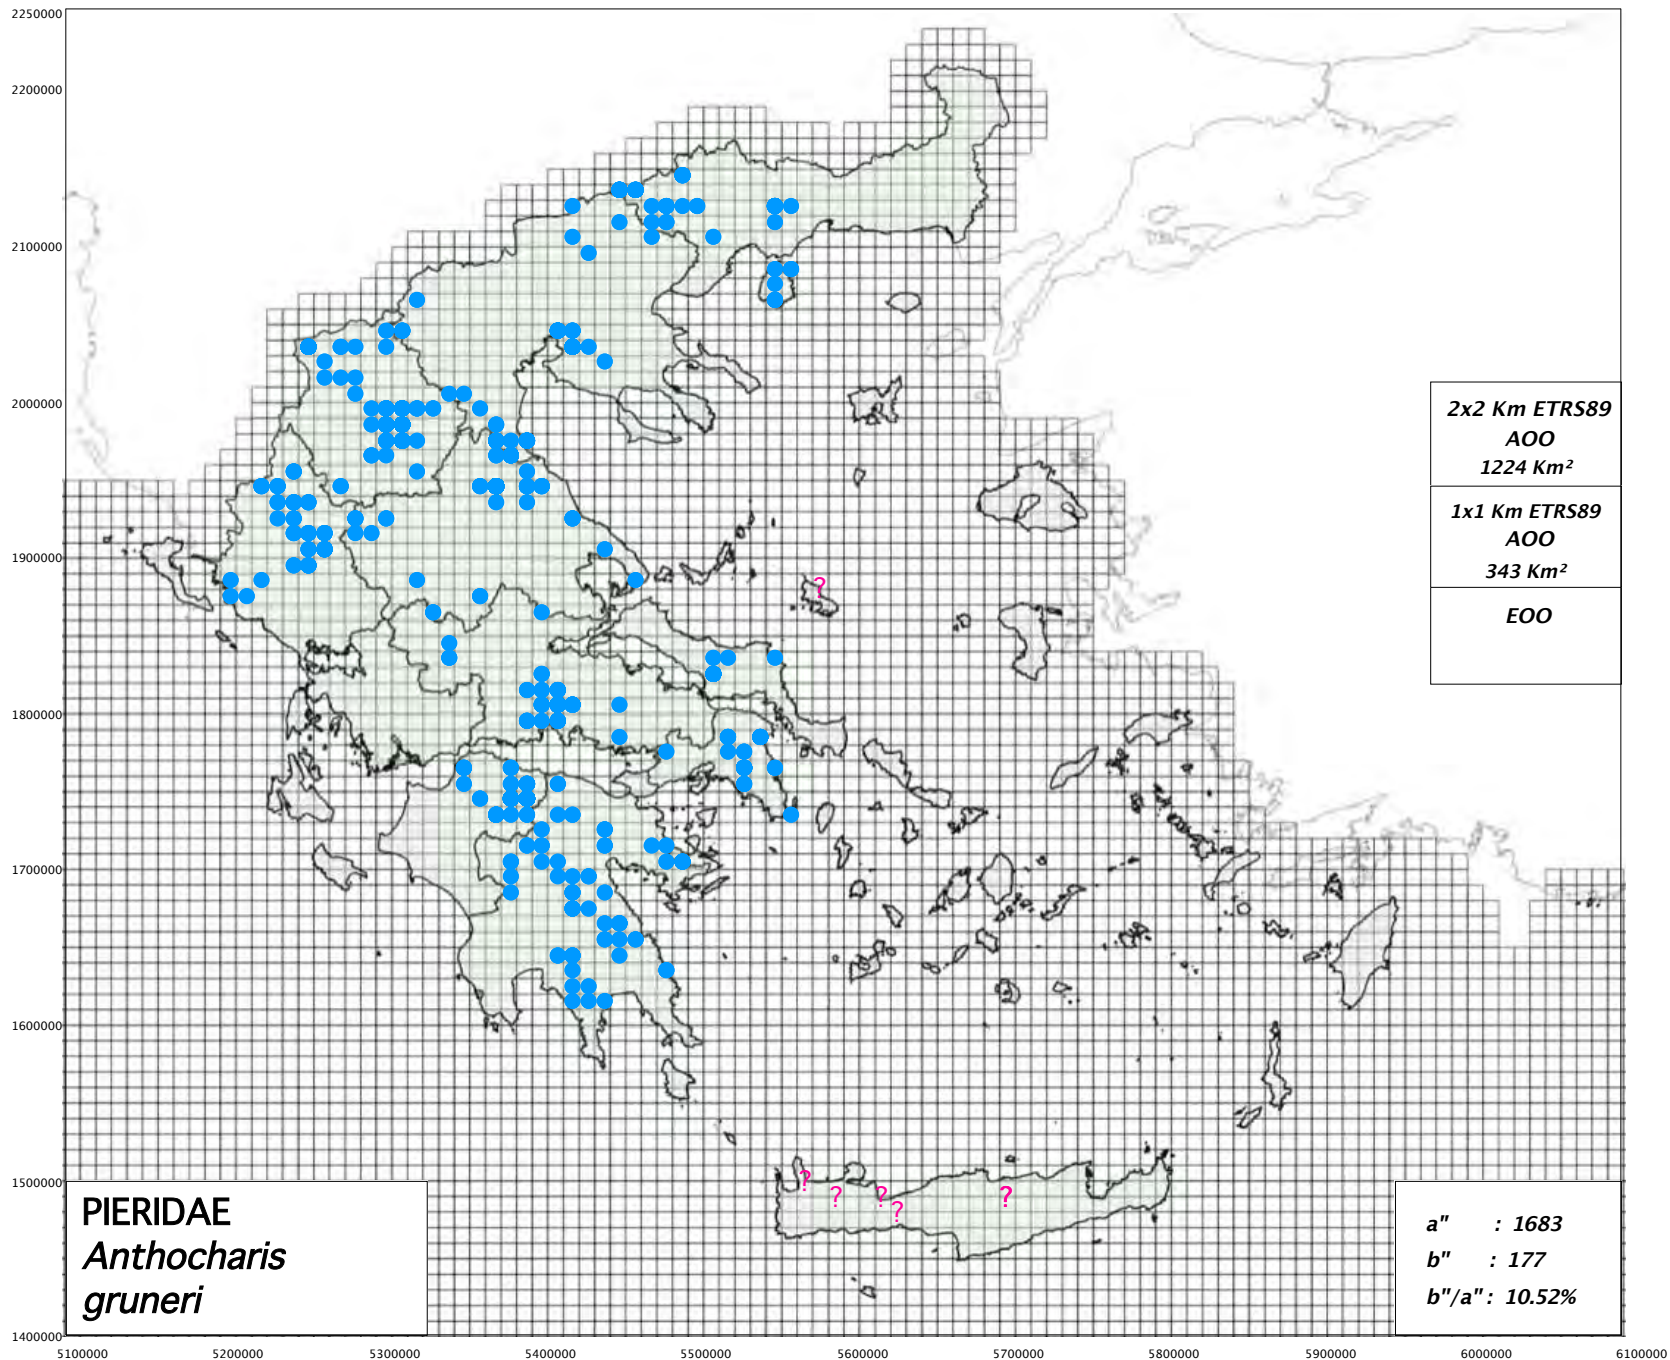 2250000
2200000
2100000
2000000
1900000
1800000
1700000
1600000
1500000
1400000
2x2 Km ETRS89
AOO
1224 Km²
1x1 Km ETRS89
AOO
343 Km²
EOO
?
? ? ? ? ?
PIERIDAE
Anthocharis
gruneri
a" : 1683
b" : 177
b"/a" : 10.52%
5100000 5200000 5300000 5400000 5500000 5600000 5700000 5800000 5900000 6000000 6100000